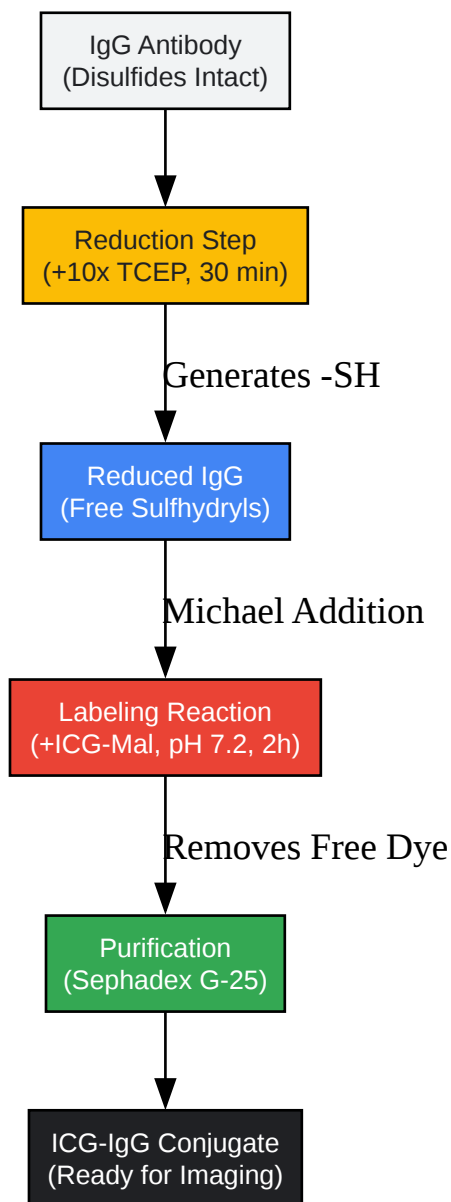 IgG Antibody
(Disulfides Intact)
Reduction Step
(+10x TCEP, 30 min)
Generates -SH
Reduced IgG
(Free Sulfhydryls)
Michael Addition
Labeling Reaction
(+ICG-Mal, pH 7.2, 2h)
Removes Free Dye
Purification
(Sephadex G-25)
ICG-IgG Conjugate
(Ready for Imaging)